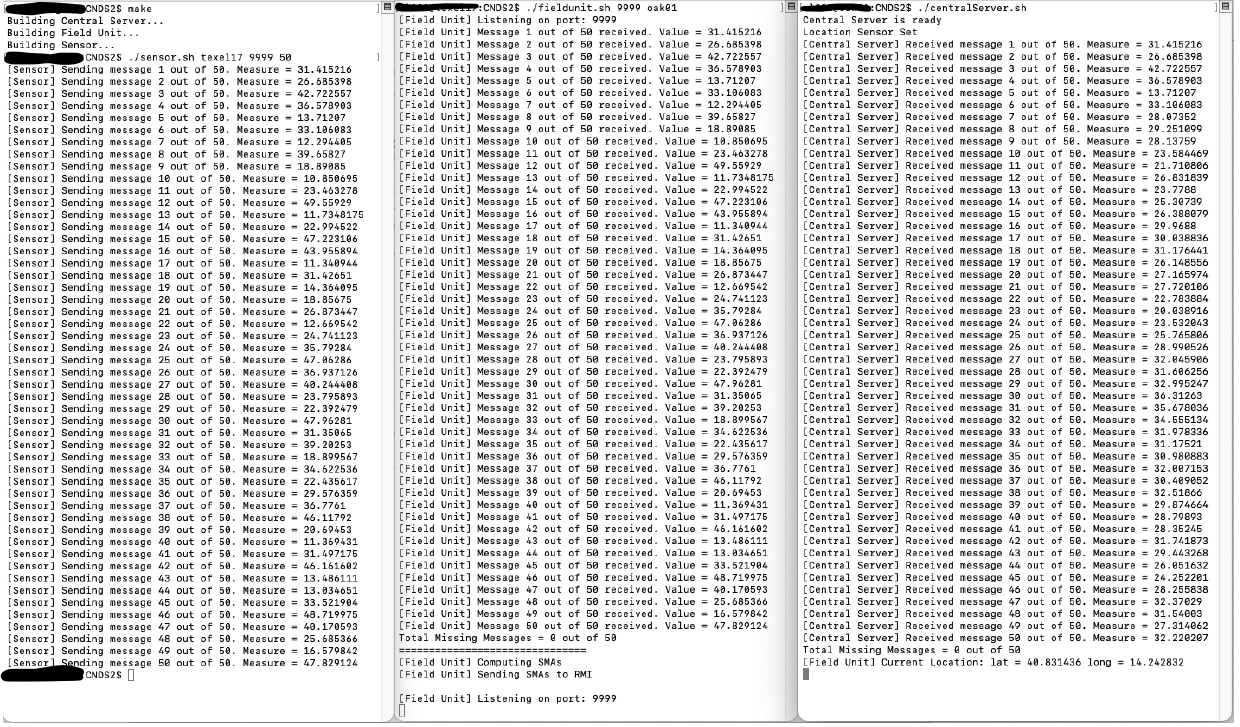 :CNDS2$ make
Building Central Server...
Building Field Unit...
Building Sensor...
CNDS2$ ./sensor.sh texel17 9999 50
[Sensor] Sending message 1 out of 50. Measure = 31.415216
[Sensor] Sending message 2 out of 50. Measure = 26.685398
[Sensor] Sending message 3 out of 50. Measure = 42.722557
[Sensor] Sending message 4 out of 50. Measure = 36.578903
[Sensor] Sending message 5 out of 50. Measure = 13.71207
[Sensor] Sending message 6 out of 50. Measure = 33.106083
[Sensor] Sending message 7 out of 50. Measure = 12.294405
[Sensor] Sending message 8 out of 50. Measure = 39.65827
[Sensor] Sending message 9 out of 50. Measure = 18.89085
[Sensor] Sending message 10 out of 50. Measure = 10.850695
[Sensor] Sending message 11 out of 50. Measure = 23.463278
[Sensor] Sending message 12 out of 50. Measure = 49.55929
[Sensor] Sending message 13 out of 50. Measure = 11.7348175
[Sensor] Sending message 14 out of 50. Measure = 22.994522
[Sensor] Sending message 15 out of 50. Measure = 47.223106
[Sensor] Sending message 16 out of 50. Measure = 43.955894
[Sensor] Sending message 17 out of 50. Measure = 11.340944
[Sensor] Sending message 18 out of 50. Measure = 31.42651
[Sensor] Sending message 19 out of 50. Measure = 14.364095
[Sensor] Sending message 20 out of 50. Measure = 18.85675
[Sensor] Sending message 21 out of 50. Measure = 26.873447
[Sensor] Sending message 22 out of 50. Measure = 12.669542
[Sensor] Sending message 23 out of 50. Measure = 24.741123
[Sensor] Sending message 24 out of 50. Measure = 35.79284
[Sensor] Sending message 25 out of 50. Measure = 47.06286
[Sensor] Sending message 26 out of 50. Measure = 36.937126
[Sensor] Sending message 27 out of 50. Measure = 40.244408
[Sensor] Sending message 28 out of 50. Measure = 23.795893
[Sensor] Sending message 29 out of 50. Measure = 22.392479
[Sensor] Sending message 30 out of 50. Measure = 47.96281
[Sensor] Sending message 31 out of 50. Measure = 31.35065
[Sensor] Sending message 32 out of 50. Measure = 39.20253
[Sensor] Sending message 33 out of 50. Measure = 18.899567
[Sensor] Sending message 34 out of 50. Measure = 34.622536
[Sensor] Sending message 35 out of 50. Measure = 22.435617
[Sensor] Sending message 36 out of 50. Measure = 29.576359
[Sensor] Sending message 37 out of 50. Measure = 36.7761
[Sensor] Sending message 38 out of 50. Measure = 46.11792
[Sensor] Sending message 39 out of 50. Measure = 20.69453
[Sensor] Sending message 40 out of 50. Measure = 11.369431
[Sensor] Sending message 41 out of 50. Measure = 31.497175
[Sensor] Sending message 42 out of 50. Measure = 46.161602
[Sensor] Sending message 43 out of 50. Measure = 13.486111
[Sensor] Sending message 44 out of 50. Measure = 13.034651
[Sensor] Sending message 45 out of 50. Measure = 33.521904
[Sensor] Sending message 46 out of 50. Measure = 48.719975
[Sensor] Sending message 47 out of 50. Measure = 40.170593
[Sensor] Sending message 48 out of 50. Measure = 25.685366
[Sensor] Sending message 49 out of 50. Measure = 16.579842
[Sensor] Sending message 50 out of 50. Measure = 47.829124
CNDS2$
:CNDS2$ ./fieldunit.sh 9999 oak01
[Field Unit] Listening on port: 9999
[Field Unit] Message 1 out of 50 received. Value = 31.415216
[Field Unit] Message 2 out of 50 received. Value = 26.685398
[Field Unit] Message 3 out of 50 received. Value = 42.722557
[Field Unit] Message 4 out of 50 received. Value = 36.578903
[Field Unit] Message 5 out of 50 received. Value = 13.71207
[Field Unit] Message 6 out of 50 received. Value = 33.106083
[Field Unit] Message 7 out of 50 received. Value = 12.294405
[Field Unit] Message 8 out of 50 received. Value = 39.65827
[Field Unit] Message 9 out of 50 received. Value = 18.89085
[Field Unit] Message 10 out of 50 received. Value = 10.850695
[Field Unit] Message 11 out of 50 received. Value = 23.463278
[Field Unit] Message 12 out of 50 received. Value = 49.55929
[Field Unit] Message 13 out of 50 received. Value = 11.7348175
[Field Unit] Message 14 out of 50 received. Value = 22.994522
[Field Unit] Message 15 out of 50 received. Value = 47.223106
[Field Unit] Message 16 out of 50 received. Value = 43.955894
[Field Unit] Message 17 out of 50 received. Value = 11.340944
[Field Unit] Message 18 out of 50 received. Value = 31.42651
[Field Unit] Message 19 out of 50 received. Value = 14.364095
[Field Unit] Message 20 out of 50 received. Value = 18.85675
[Field Unit] Message 21 out of 50 received. Value = 26.873447
[Field Unit] Message 22 out of 50 received. Value = 12.669542
[Field Unit] Message 23 out of 50 received. Value = 24.741123
[Field Unit] Message 24 out of 50 received. Value = 35.79284
[Field Unit] Message 25 out of 50 received. Value = 47.06286
[Field Unit] Message 26 out of 50 received. Value = 36.937126
[Field Unit] Message 27 out of 50 received. Value = 40.244408
[Field Unit] Message 28 out of 50 received. Value = 23.795893
[Field Unit] Message 29 out of 50 received. Value = 22.392479
[Field Unit] Message 30 out of 50 received. Value = 47.96281
[Field Unit] Message 31 out of 50 received. Value = 31.35065
[Field Unit] Message 32 out of 50 received. Value = 39.20253
[Field Unit] Message 33 out of 50 received. Value = 18.899567
[Field Unit] Message 34 out of 50 received. Value = 34.622536
[Field Unit] Message 35 out of 50 received. Value = 22.435617
[Field Unit] Message 36 out of 50 received. Value = 29.576359
[Field Unit] Message 37 out of 50 received. Value = 36.7761
[Field Unit] Message 38 out of 50 received. Value = 46.11792
[Field Unit] Message 39 out of 50 received. Value = 20.69453
[Field Unit] Message 40 out of 50 received. Value = 11.369431
[Field Unit] Message 41 out of 50 received. Value = 31.497175
[Field Unit] Message 42 out of 50 received. Value = 46.161602
[Field Unit] Message 43 out of 50 received. Value = 13.486111
[Field Unit] Message 44 out of 50 received. Value = 13.034651
[Field Unit] Message 45 out of 50 received. Value = 33.521904
[Field Unit] Message 46 out of 50 received. Value = 48.719975
[Field Unit] Message 47 out of 50 received. Value = 40.170593
[Field Unit] Message 48 out of 50 received. Value = 25.685366
[Field Unit] Message 49 out of 50 received. Value = 16.579842
[Field Unit] Message 50 out of 50 received. Value = 47.829124
Total Missing Messages = 0 out of 50
===============================
[Field Unit] Computing SMAs
[Field Unit] Sending SMAs to RMI
[Field Unit] Listening on port: 9999
:CNDS2$ ./centralServer.sh
Central Server is ready
Location Sensor Set
[Central Server] Received message 1 out of 50. Measure = 31.415216
[Central Server] Received message 2 out of 50. Measure = 26.685398
[Central Server] Received message 3 out of 50. Measure = 42.722557
[Central Server] Received message 4 out of 50. Measure = 36.578903
[Central Server] Received message 5 out of 50. Measure = 13.71207
[Central Server] Received message 6 out of 50. Measure = 33.106083
[Central Server] Received message 7 out of 50. Measure = 28.07352
[Central Server] Received message 8 out of 50. Measure = 29.251099
[Central Server] Received message 9 out of 50. Measure = 28.13759
[Central Server] Received message 10 out of 50. Measure = 23.584469
[Central Server] Received message 11 out of 50. Measure = 21.710806
[Central Server] Received message 12 out of 50. Measure = 26.831839
[Central Server] Received message 13 out of 50. Measure = 23.7788
[Central Server] Received message 14 out of 50. Measure = 25.30739
[Central Server] Received message 15 out of 50. Measure = 26.388079
[Central Server] Received message 16 out of 50. Measure = 29.9688
[Central Server] Received message 17 out of 50. Measure = 30.038836
[Central Server] Received message 18 out of 50. Measure = 31.176441
[Central Server] Received message 19 out of 50. Measure = 26.148556
[Central Server] Received message 20 out of 50. Measure = 27.165974
[Central Server] Received message 21 out of 50. Measure = 27.720106
[Central Server] Received message 22 out of 50. Measure = 22.783884
[Central Server] Received message 23 out of 50. Measure = 20.038916
[Central Server] Received message 24 out of 50. Measure = 23.532043
[Central Server] Received message 25 out of 50. Measure = 25.765806
[Central Server] Received message 26 out of 50. Measure = 28.990526
[Central Server] Received message 27 out of 50. Measure = 32.045906
[Central Server] Received message 28 out of 50. Measure = 31.606256
[Central Server] Received message 29 out of 50. Measure = 32.995247
[Central Server] Received message 30 out of 50. Measure = 36.31263
[Central Server] Received message 31 out of 50. Measure = 35.678036
[Central Server] Received message 32 out of 50. Measure = 34.555134
[Central Server] Received message 33 out of 50. Measure = 31.978336
[Central Server] Received message 34 out of 50. Measure = 31.17521
[Central Server] Received message 35 out of 50. Measure = 30.980883
[Central Server] Received message 36 out of 50. Measure = 32.007153
[Central Server] Received message 37 out of 50. Measure = 30.409052
[Central Server] Received message 38 out of 50. Measure = 32.51866
[Central Server] Received message 39 out of 50. Measure = 29.874664
[Central Server] Received message 40 out of 50. Measure = 28.79893
[Central Server] Received message 41 out of 50. Measure = 28.35245
[Central Server] Received message 42 out of 50. Measure = 31.741873
[Central Server] Received message 43 out of 50. Measure = 29.443268
[Central Server] Received message 44 out of 50. Measure = 26.051632
[Central Server] Received message 45 out of 50. Measure = 24.252201
[Central Server] Received message 46 out of 50. Measure = 28.255838
[Central Server] Received message 47 out of 50. Measure = 32.37029
[Central Server] Received message 48 out of 50. Measure = 31.54003
[Central Server] Received message 49 out of 50. Measure = 27.314062
[Central Server] Received message 50 out of 50. Measure = 32.220207
Total Missing Messages = 0 out of 50
[Field Unit] Current Location: lat = 40.831436 long = 14.242832